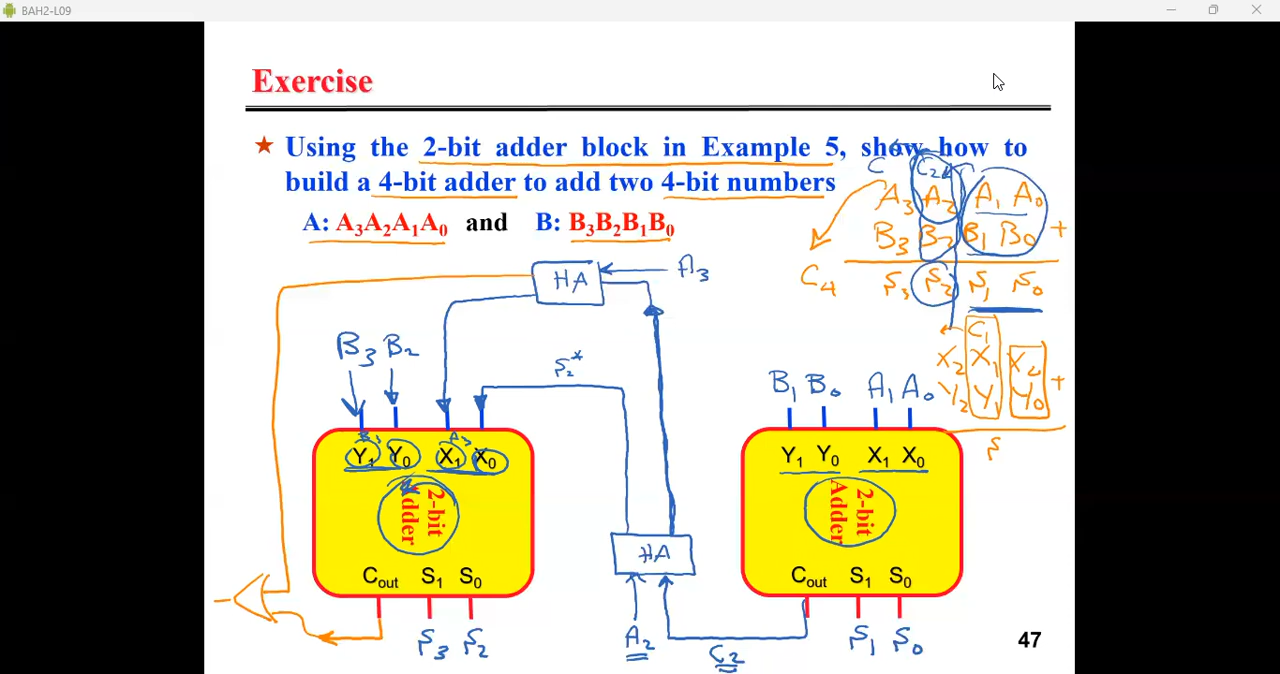 BAH2-L09
Exercise
★ Using the 2-bit adder block in Example 5, show how to
build a 4-bit adder to add two 4-bit numbers
A: A₃A₂A₁A₀ and B: B₃B₂B₁B₀
C C₂
A₃ A₂ A₁ A₀
B₃ B₂ B₁ B₀ +
C₄ S₃ S₂ S₁ S₀
HA A₃
C₁
X₂ X₁
Y₂ Y₁ Y₀ +
S
B₃ B₂
S₂*
B₁ B₀ A₁ A₀
B₃ A₃
Y₁ Y₀ X₁ X₀
2-bit
Adder
Cout S₁ S₀
S₃ S₂
HA
A₂ C₂
Y₁ Y₀ X₁ X₀
2-bit
Adder
Cout S₁ S₀
S₁ S₀
47